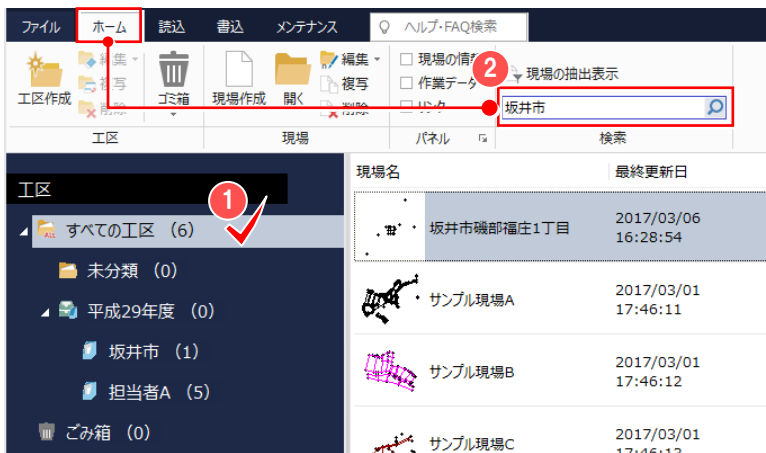 ファイル ホーム 読込 書込 メンテナンス ヘルプ・FAQ検索
工区作成 編集 複写 削除 ゴミ箱
現場作成 開く 編集 複写 削除
現場の情報
作業データ
リンク
2
現場の抽出表示
坂井市
工区 現場 パネル 検索
工区
1
すべての工区 (6)
未分類 (0)
平成29年度 (0)
坂井市 (1)
担当者A (5)
ごみ箱 (0)
現場名 最終更新日
坂井市磯部福庄1丁目 2017/03/06
16:28:54
サンプル現場A 2017/03/01
17:46:11
サンプル現場B 2017/03/01
17:46:12
サンプル現場C 2017/03/01